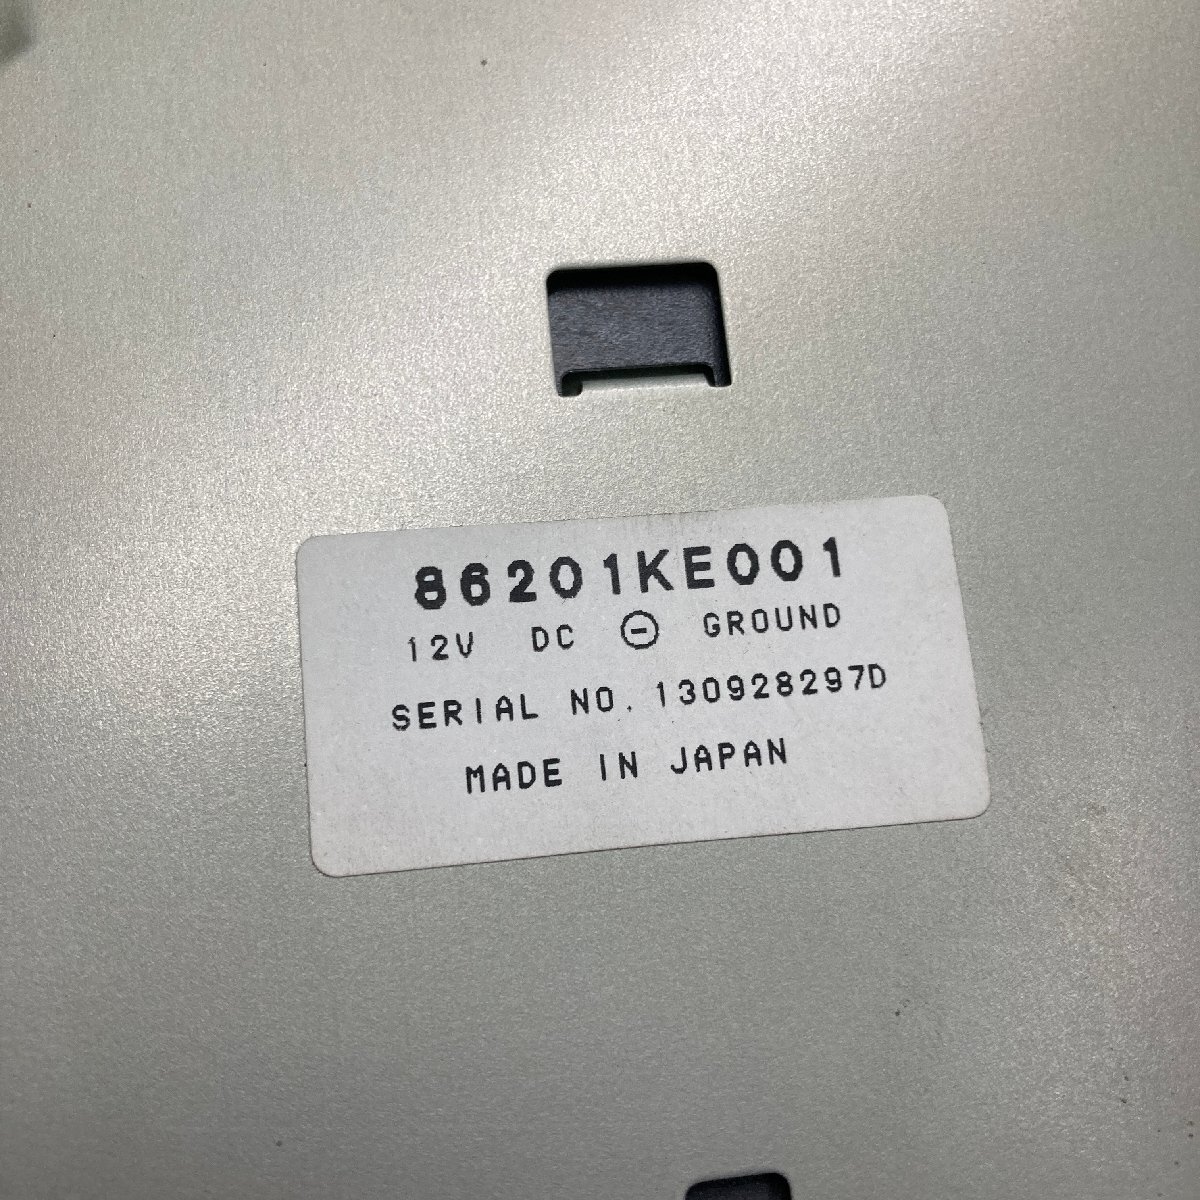 86201KE001
12V DC ⊖ GROUND
SERIAL NO. 130928297D
MADE IN JAPAN